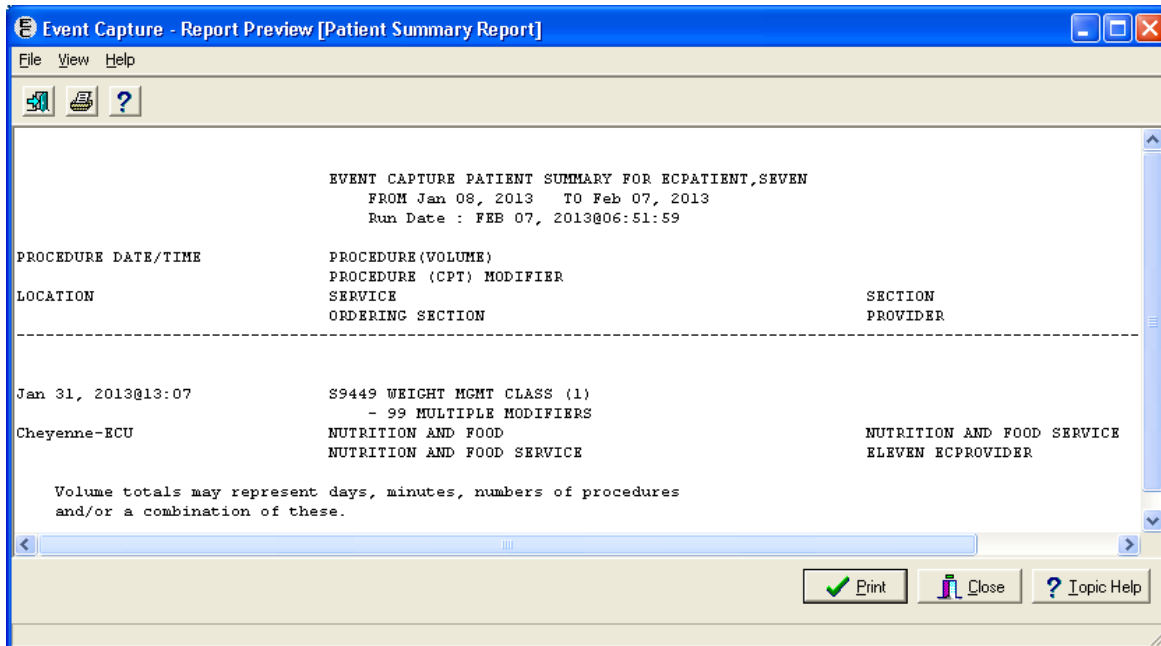 Event Capture - Report Preview [Patient Summary Report]
File View Help
EVENT CAPTURE PATIENT SUMMARY FOR ECPATIENT,SEVEN
FROM Jan 08, 2013 TO Feb 07, 2013
Run Date : FEB 07, 2013@06:51:59
PROCEDURE DATE/TIME PROCEDURE(VOLUME)
PROCEDURE (CPT) MODIFIER
LOCATION SERVICE SECTION
ORDERING SECTION PROVIDER
Jan 31, 2013@13:07 S9449 WEIGHT MGMT CLASS (1)
- 99 MULTIPLE MODIFIERS
Cheyenne-ECU NUTRITION AND FOOD NUTRITION AND FOOD SERVICE
NUTRITION AND FOOD SERVICE ELEVEN ECPROVIDER
Volume totals may represent days, minutes, numbers of procedures
and/or a combination of these.
Print Close ? Topic Help